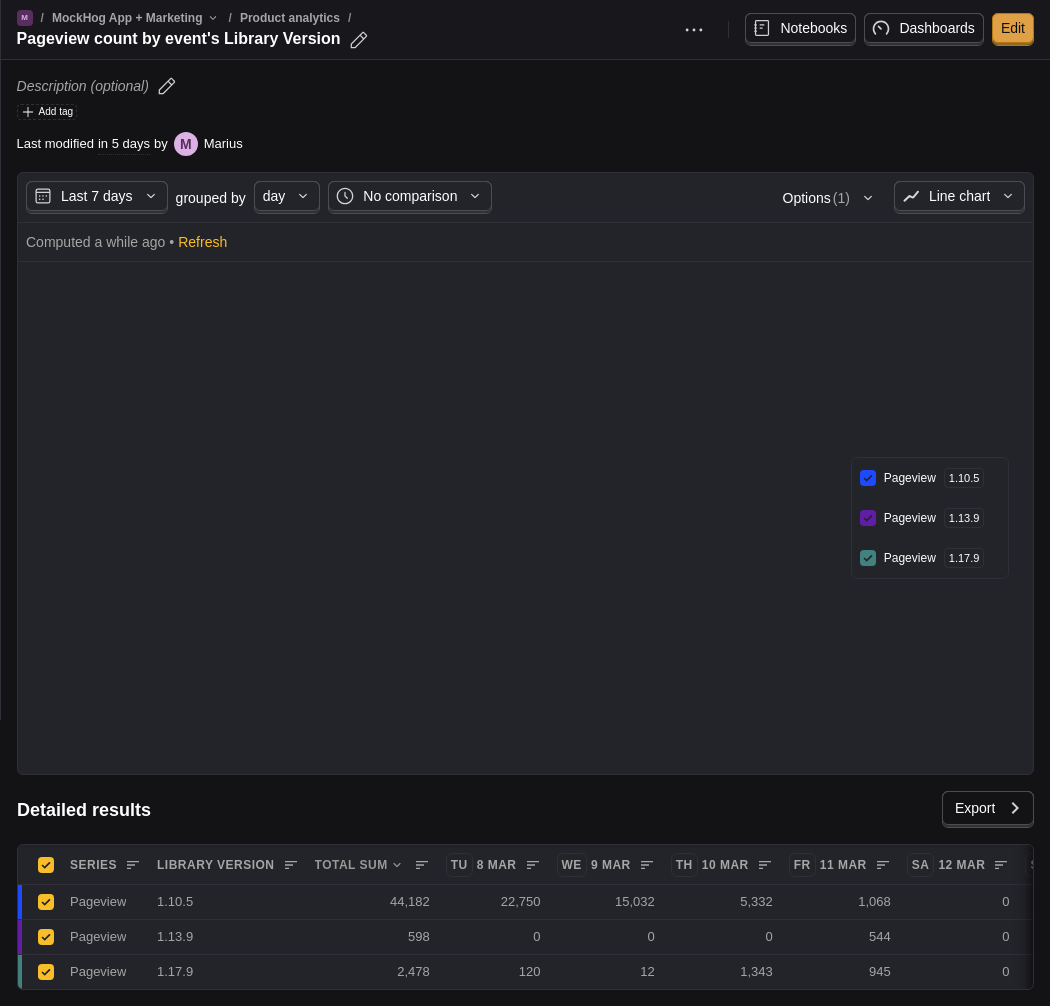 M / MockHog App + Marketing / Product analytics /
Pageview count by event's Library Version
Notebooks Dashboards Edit
Description (optional)
Add tag
Last modified in 5 days by M Marius
Last 7 days grouped by day No comparison Options (1) Line chart
Computed a while ago • Refresh
Pageview 1.10.5
Pageview 1.13.9
Pageview 1.17.9
Detailed results Export
SERIES LIBRARY VERSION TOTAL SUM TU 8 MAR WE 9 MAR TH 10 MAR FR 11 MAR SA 12 MAR
Pageview 1.10.5 44,182 22,750 15,032 5,332 1,068 0
Pageview 1.13.9 598 0 0 0 544 0
Pageview 1.17.9 2,478 120 12 1,343 945 0